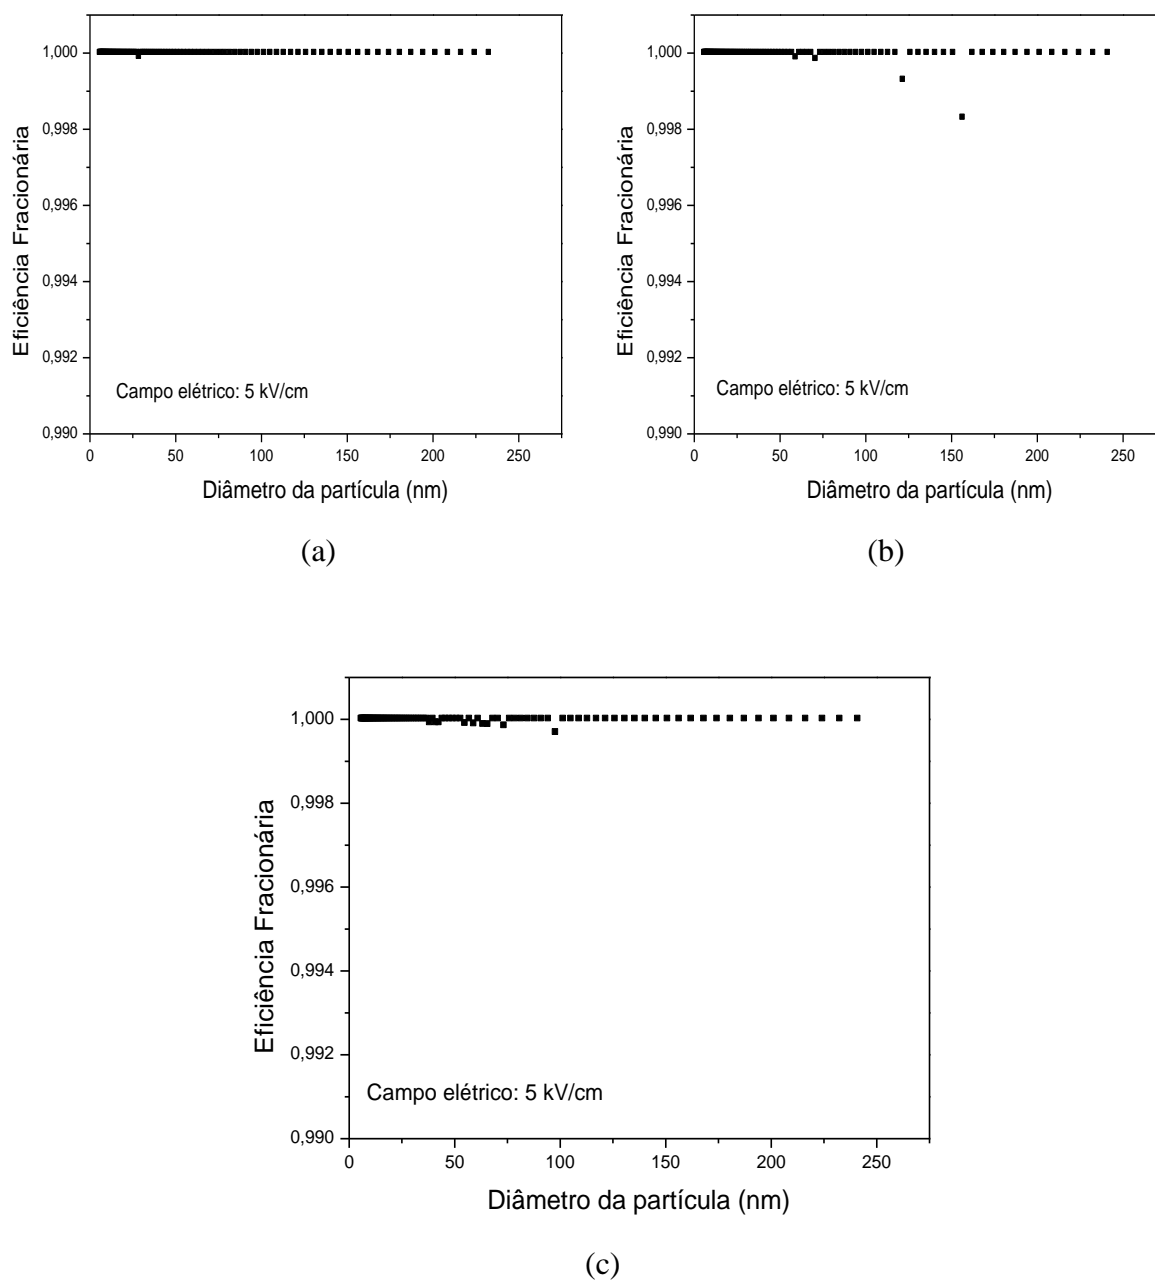 1,000
0,998
0,996
0,994
0,992
0,990
Eficiência Fracionária
Campo elétrico: 5 kV/cm
0 50 100 150 200 250
Diâmetro da partícula (nm)
(a)
1,000
0,998
0,996
0,994
0,992
0,990
Eficiência Fracionária
Campo elétrico: 5 kV/cm
0 50 100 150 200 250
Diâmetro da partícula (nm)
(b)
1,000
0,998
0,996
0,994
0,992
0,990
Eficiência Fracionária
Campo elétrico: 5 kV/cm
0 50 100 150 200 250
Diâmetro da partícula (nm)
(c)